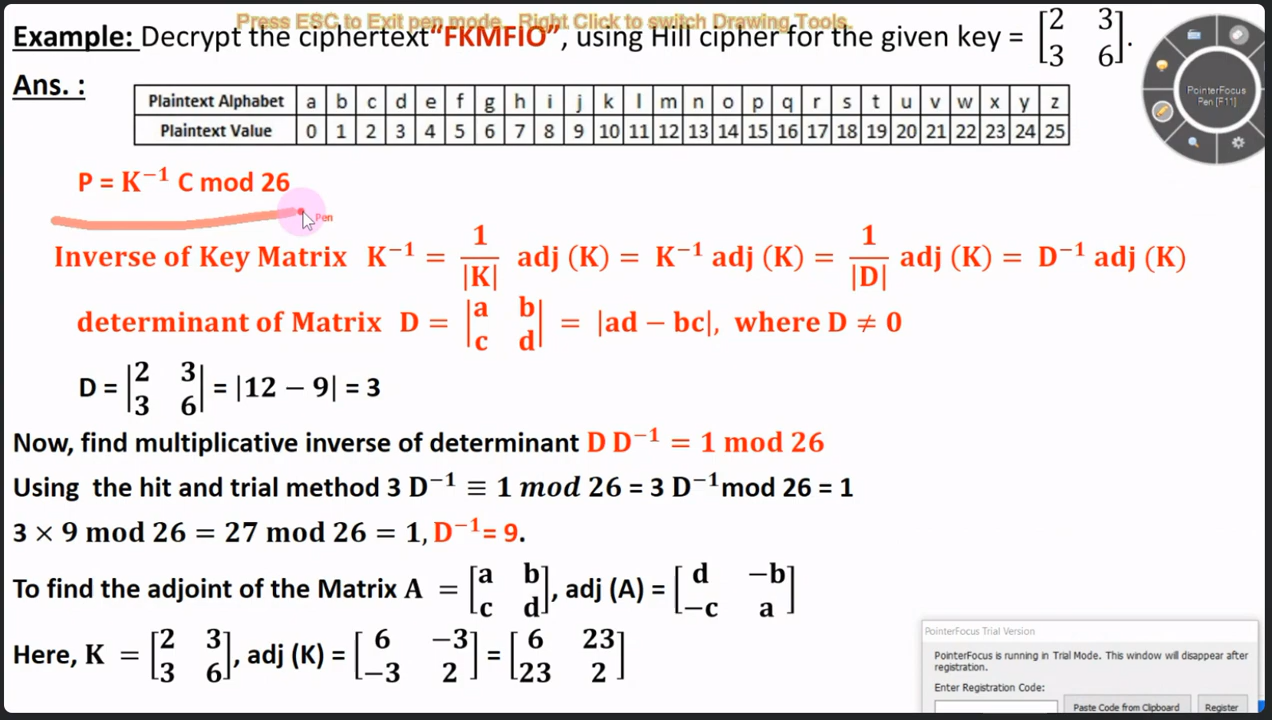 Press ESC to Exit pen mode, Right Click to switch Drawing Tools.
Example: Decrypt the ciphertext“FKMFIO”, using Hill cipher for the given key = [2 3
3 6].
Ans. :
Plaintext Alphabet a b c d e f g h i j k l m n o p q r s t u v w x y z
Plaintext Value 0 1 2 3 4 5 6 7 8 9 10 11 12 13 14 15 16 17 18 19 20 21 22 23 24 25
PointerFocus
Pen [F11]
P = K⁻¹ C mod 26
Pen
Inverse of Key Matrix K⁻¹ = 1/|K| adj (K) = K⁻¹ adj (K) = 1/|D| adj (K) = D⁻¹ adj (K)
determinant of Matrix D = |a b
c d| = |ad − bc|, where D ≠ 0
D = |2 3
3 6| = |12 − 9| = 3
Now, find multiplicative inverse of determinant D D⁻¹ = 1 mod 26
Using the hit and trial method 3 D⁻¹ ≡ 1 mod 26 = 3 D⁻¹mod 26 = 1
3 × 9 mod 26 = 27 mod 26 = 1, D⁻¹= 9.
To find the adjoint of the Matrix A = [a b
c d], adj (A) = [d −b
−c a]
Here, K = [2 3
3 6], adj (K) = [6 −3
−3 2] = [6 23
23 2]
PointerFocus Trial Version
PointerFocus is running in Trial Mode. This window will disappear after
registration.
Enter Registration Code:
Paste Code from Clipboard
Register